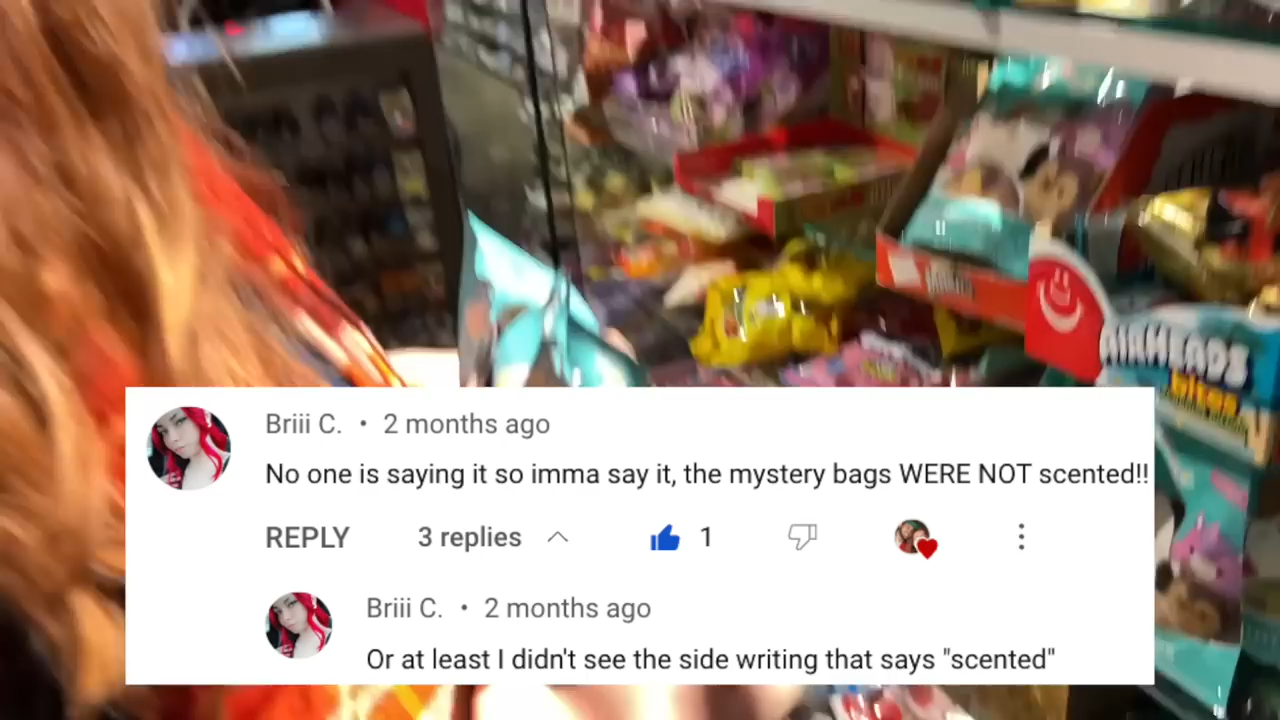 AIRHEADS
bites
Briii C. • 2 months ago
No one is saying it so imma say it, the mystery bags WERE NOT scented!!
REPLY 3 replies 1
Briii C. • 2 months ago
Or at least I didn't see the side writing that says "scented"